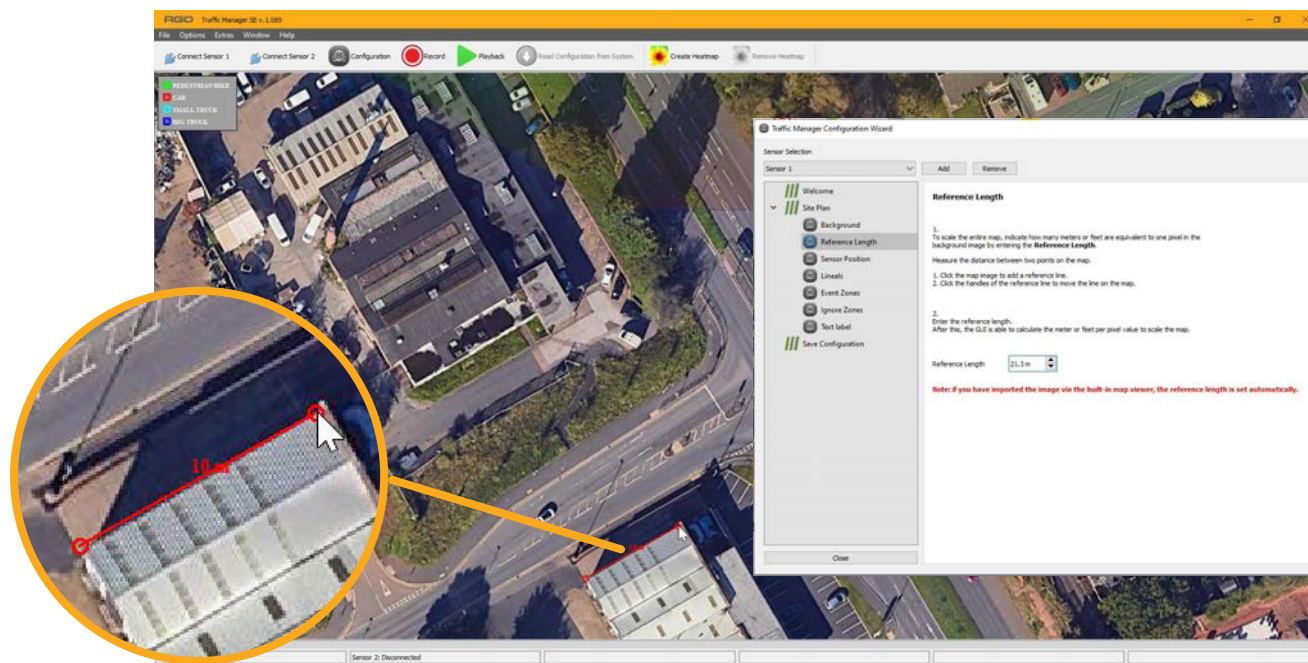 AGD Traffic Manager SE v. 1.085
File Options Extras Window Help
Connect Sensor 1 Connect Sensor 2 Configuration Record Playback Read Configuration from System Create Heatmap Remove Heatmap
PEDESTRIAN/BIKE
CAR
SMALL TRUCK
BIG TRUCK
Traffic Manager Configuration Wizard
Sensor Selection
Sensor 1 Add Remove
Welcome
Site Plan
Background
Reference Length
Sensor Position
Lineals
Event Zones
Ignore Zones
Text label
Save Configuration
Close
Reference Length
1.
To scale the entire map, indicate how many meters or feet are equivalent to one pixel in the
background image by entering the Reference Length.
Measure the distance between two points on the map.
1. Click the map image to add a reference line.
2. Click the handles of the reference line to move the line on the map.
2.
Enter the reference length.
After this, the GUI is able to calculate the meter or feet per pixel value to scale the map.
Reference Length 21.3 m
Note: if you have imported the image via the built-in map viewer, the reference length is set automatically.
10 m
Sensor 2: Disconnected